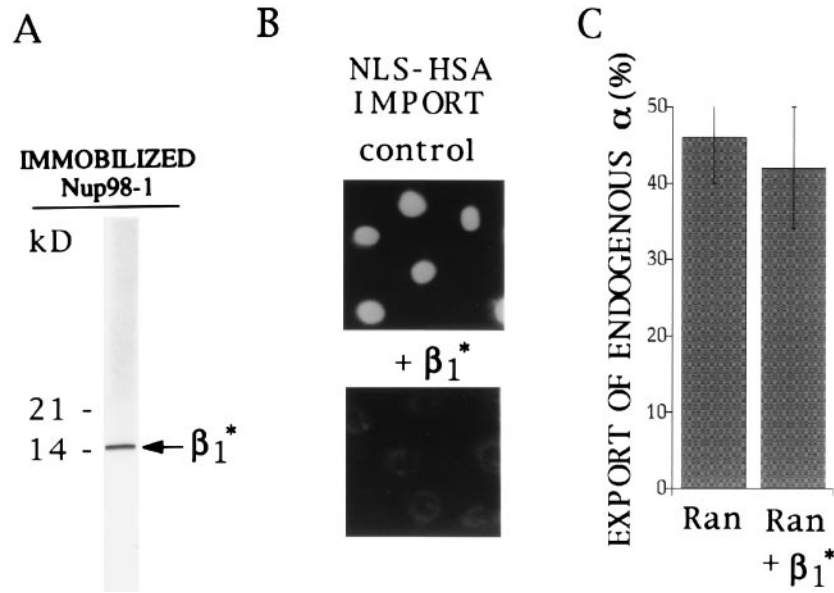 A
IMMOBILIZED
Nup98-1
kD
21 -
14 -
β1*
B
NLS-HSA
IMPORT
control
+ β1*
C
EXPORT OF ENDOGENOUS α (%)
50
40
30
20
10
0
Ran
Ran
+ β1*